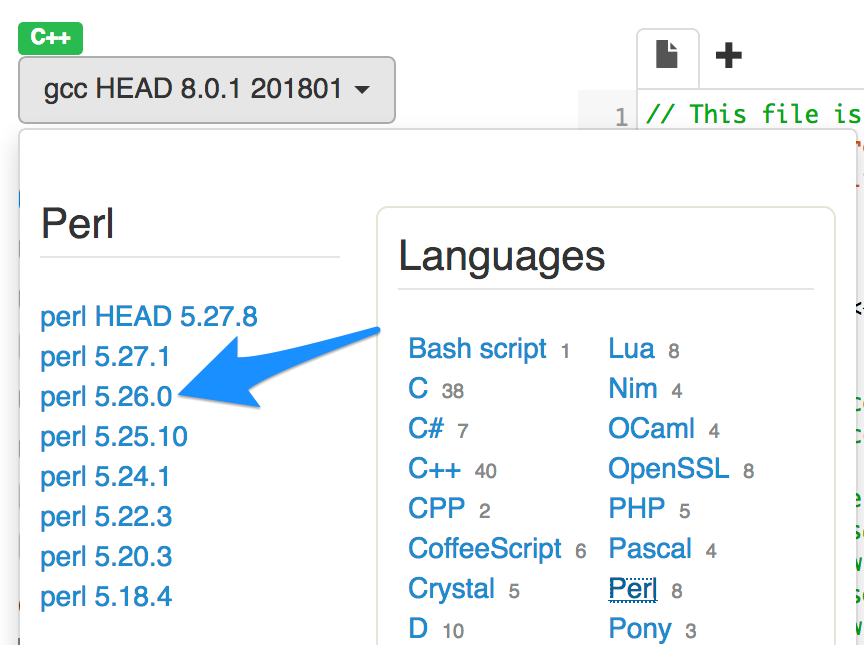 C++
gcc HEAD 8.0.1 201801
1 // This file is
Perl
perl HEAD 5.27.8
perl 5.27.1
perl 5.26.0
perl 5.25.10
perl 5.24.1
perl 5.22.3
perl 5.20.3
perl 5.18.4
Languages
Bash script 1
C 38
C# 7
C++ 40
CPP 2
CoffeeScript 6
Crystal 5
D 10
Lua 8
Nim 4
OCaml 4
OpenSSL 8
PHP 5
Pascal 4
Perl 8
Pony 3